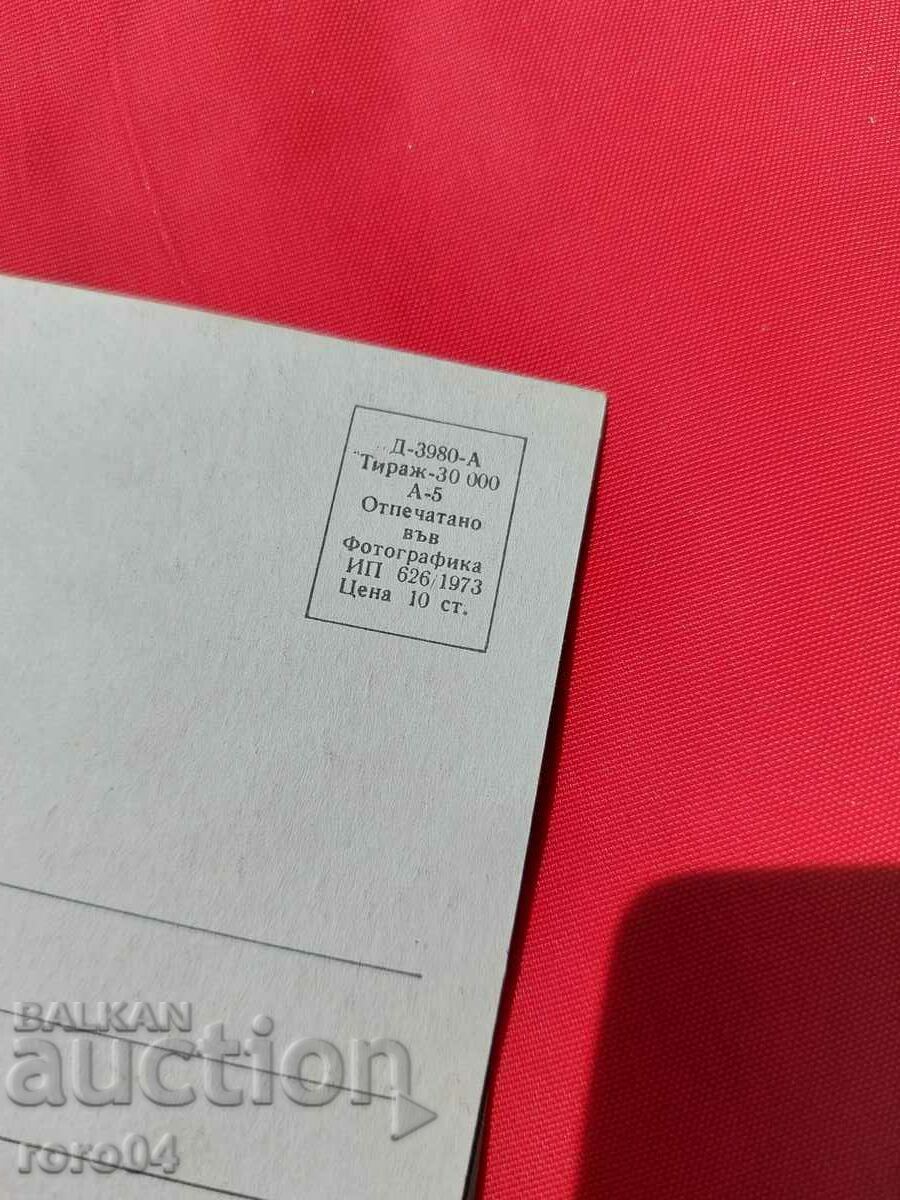 Д-3980-А
Тираж-30 000
А-5
Отпечатано
във
Фотографика
ИП 626/1973
Цена 10 ст.
BALKAN
auction
roro04